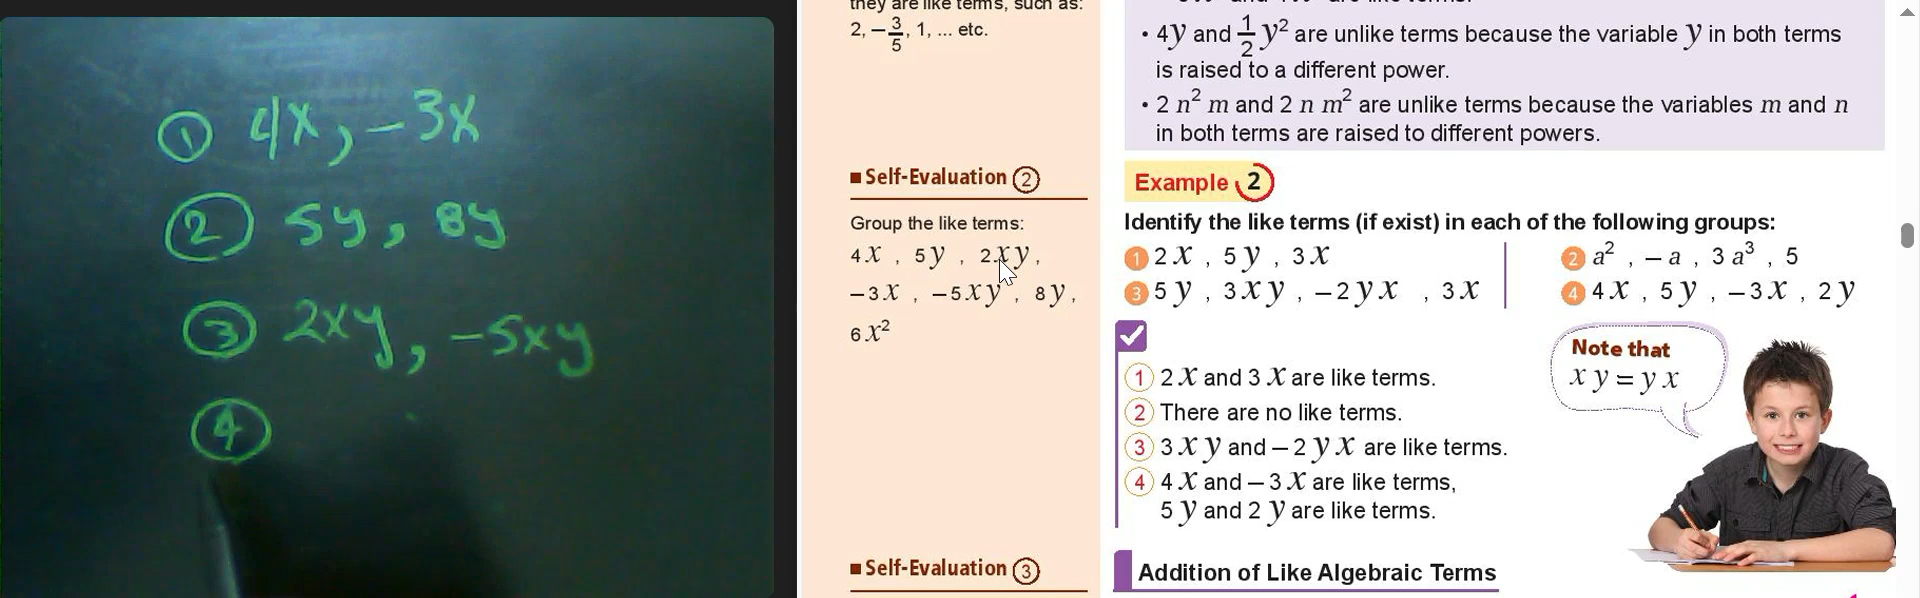 ① 4x, -3x
② 5y, 8y
③ 2xy, -5xy
④
they are like terms, such as:
2, -3/5, 1, ... etc.
■ Self-Evaluation ②
Group the like terms:
4x , 5y , 2xy,
-3x , -5xy , 8y,
6x²
■ Self-Evaluation ③
• 4y and 1/2 y² are unlike terms because the variable y in both terms
is raised to a different power.
• 2 n² m and 2 n m² are unlike terms because the variables m and n
in both terms are raised to different powers.
Example 2
Identify the like terms (if exist) in each of the following groups:
1 2x , 5y , 3x
2 a² , -a , 3a³ , 5
3 5y , 3xy , -2yx , 3x
4 4x , 5y , -3x , 2y
1 2x and 3x are like terms.
2 There are no like terms.
3 3xy and -2yx are like terms.
4 4x and -3x are like terms,
5y and 2y are like terms.
Note that
xy = yx
Addition of Like Algebraic Terms